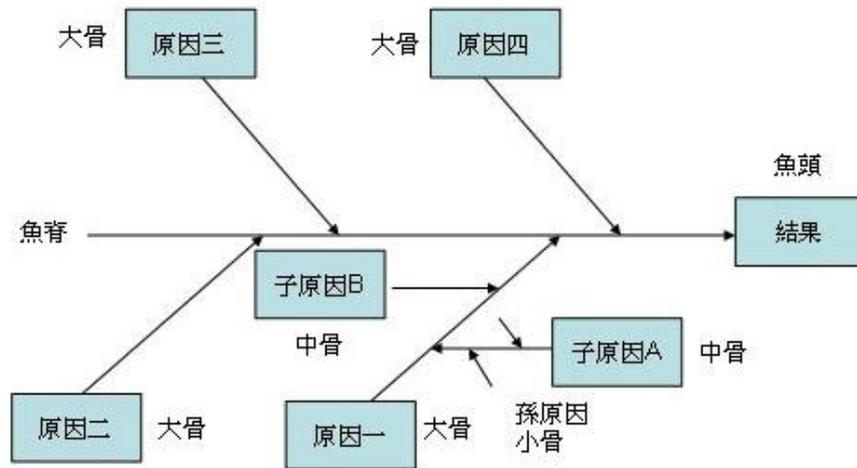 大骨
原因三
大骨
原因四
魚頭
魚脊
結果
子原因B
中骨
子原因A
中骨
原因二
大骨
原因一
大骨
孫原因
小骨